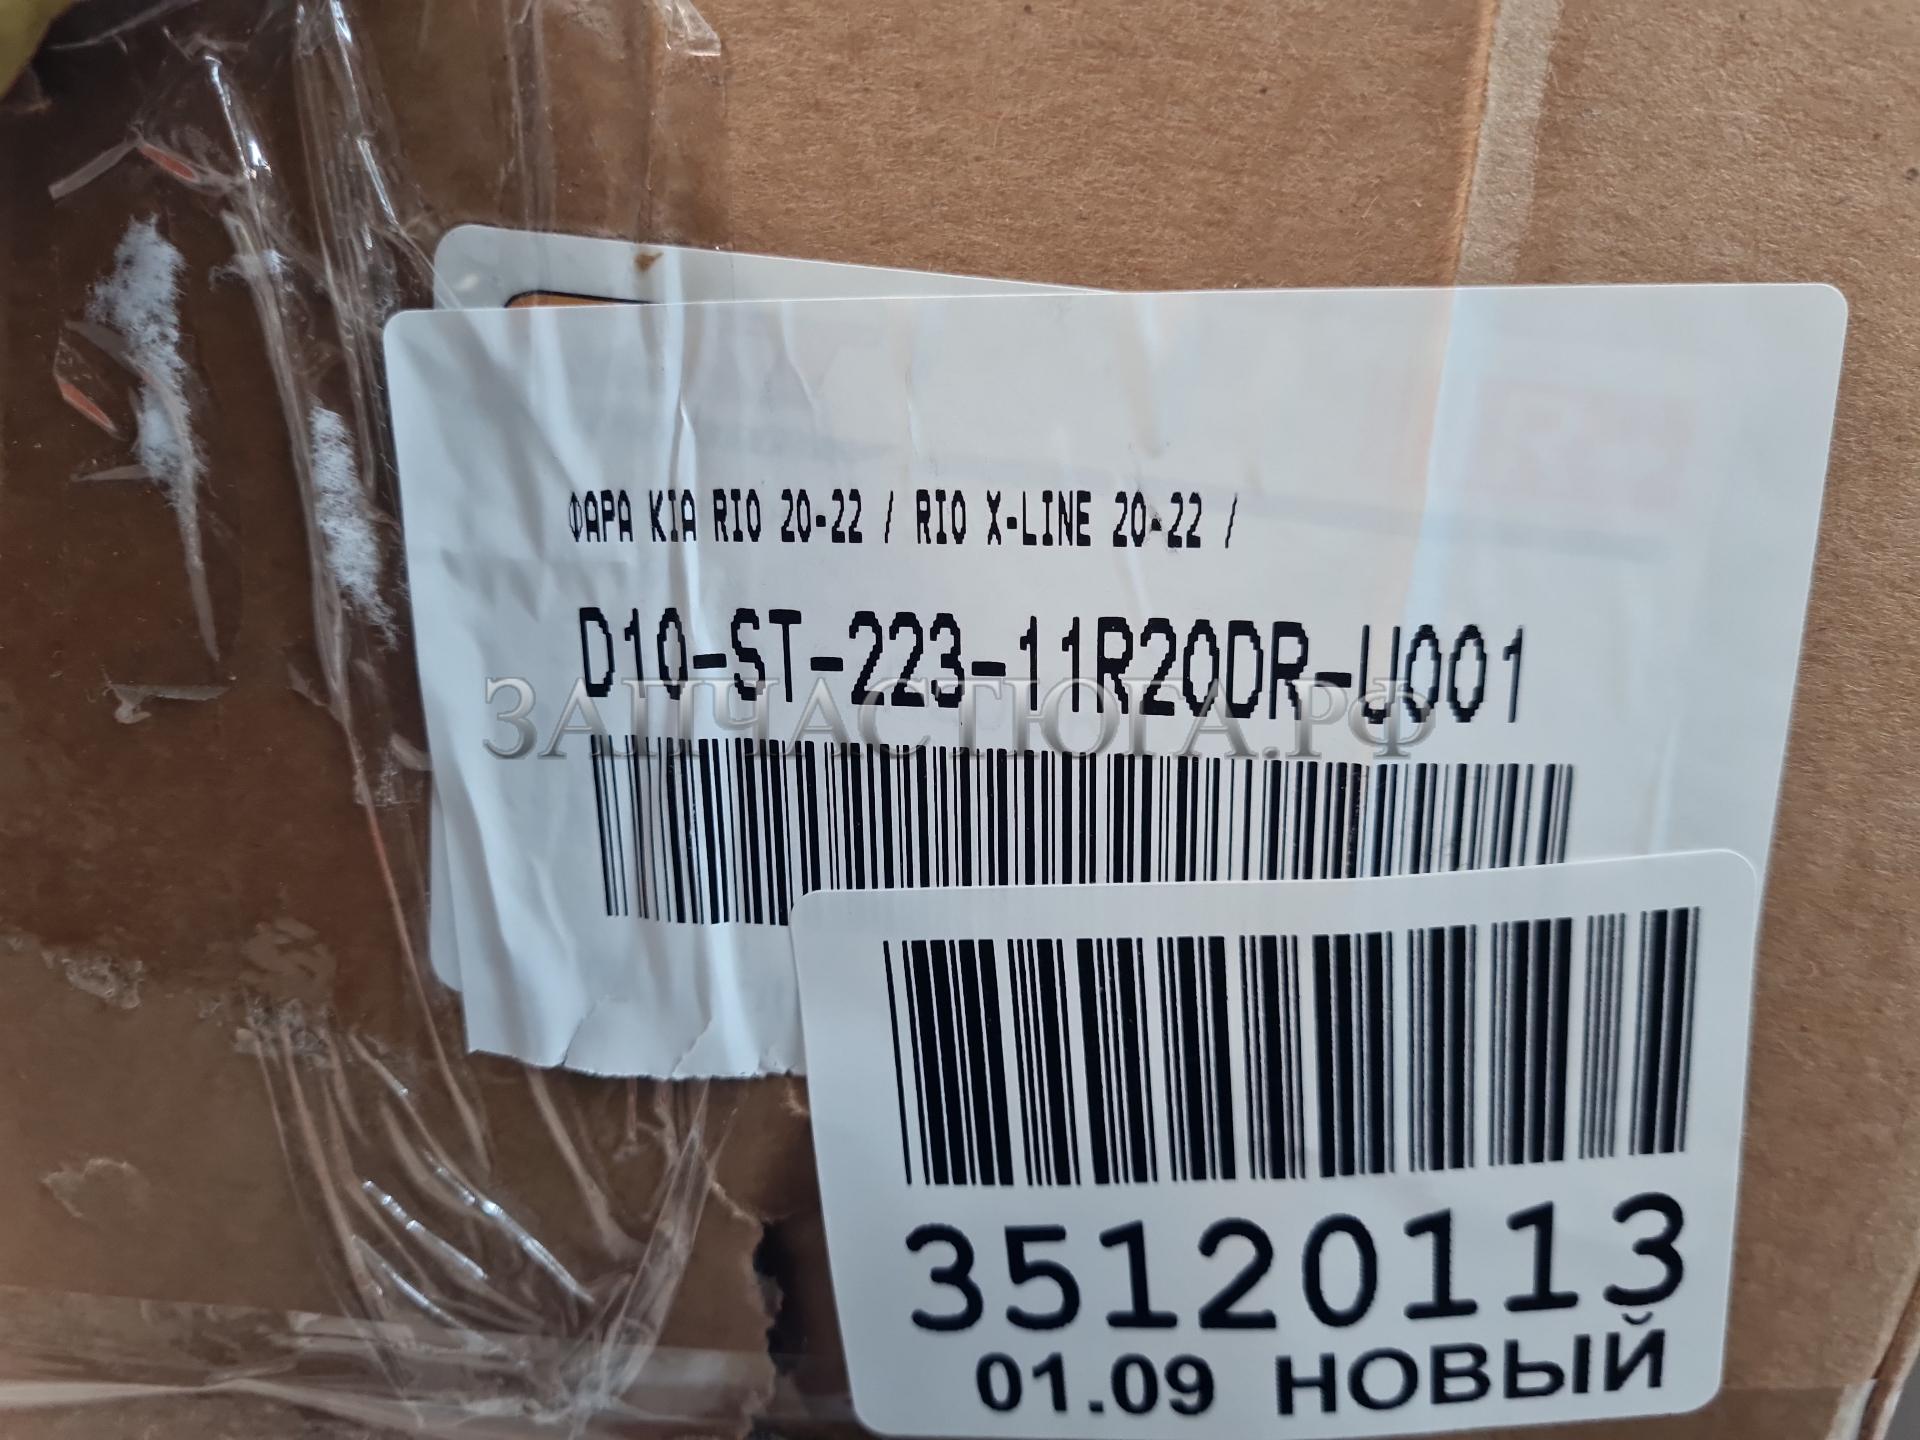 ФАРА KIA RIO 20-22 / RIO X-LINE 20-22 /
D10-ST-223-11R20DR-U001
ЗАПЧАСТЮГА.РФ
35120113
01.09 НОВЫЙ